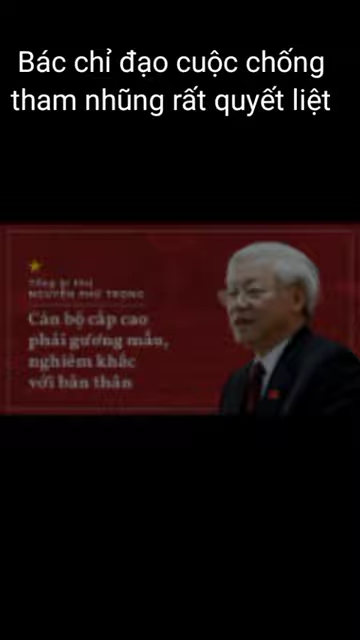 Bác chỉ đạo cuộc chống
tham nhũng rất quyết liệt
Tổng Bí thư
NGUYỄN PHÚ TRỌNG
Cán bộ cấp cao
phải gương mẫu,
nghiêm khắc
với bản thân